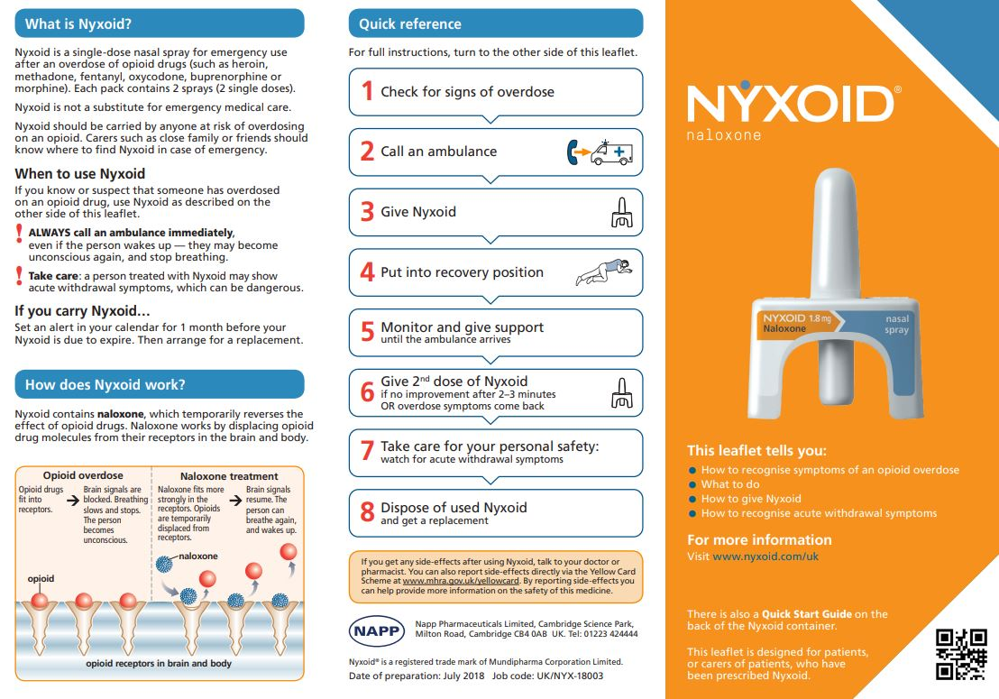 What is Nyxoid?
Nyxoid is a single-dose nasal spray for emergency use
after an overdose of opioid drugs (such as heroin,
methadone, fentanyl, oxycodone, buprenorphine or
morphine). Each pack contains 2 sprays (2 single doses).
Nyxoid is not a substitute for emergency medical care.
Nyxoid should be carried by anyone at risk of overdosing
on an opioid. Carers such as close family or friends should
know where to find Nyxoid in case of emergency.
When to use Nyxoid
If you know or suspect that someone has overdosed
on an opioid drug, use Nyxoid as described on the
other side of this leaflet.
! ALWAYS call an ambulance immediately,
even if the person wakes up — they may become
unconscious again, and stop breathing.
! Take care: a person treated with Nyxoid may show
acute withdrawal symptoms, which can be dangerous.
If you carry Nyxoid...
Set an alert in your calendar for 1 month before your
Nyxoid is due to expire. Then arrange for a replacement.
How does Nyxoid work?
Nyxoid contains naloxone, which temporarily reverses the
effect of opioid drugs. Naloxone works by displacing opioid
drug molecules from their receptors in the brain and body.
Opioid overdose
Opioid drugs
fit into
receptors.
Brain signals are
blocked. Breathing
slows and stops.
The person
becomes
unconscious.
Naloxone treatment
Naloxone fits more
strongly in the
receptors. Opioids
are temporarily
displaced from
receptors.
Brain signals
resume. The
person can
breathe again,
and wakes up.
naloxone
opioid
opioid receptors in brain and body
Quick reference
For full instructions, turn to the other side of this leaflet.
1 Check for signs of overdose
2 Call an ambulance
3 Give Nyxoid
4 Put into recovery position
5 Monitor and give support
until the ambulance arrives
6 Give 2nd dose of Nyxoid
if no improvement after 2–3 minutes
OR overdose symptoms come back
7 Take care for your personal safety:
watch for acute withdrawal symptoms
8 Dispose of used Nyxoid
and get a replacement
If you get any side-effects after using Nyxoid, talk to your doctor or
pharmacist. You can also report side-effects directly via the Yellow Card
Scheme at www.mhra.gov.uk/yellowcard. By reporting side-effects you
can help provide more information on the safety of this medicine.
NAPP
Napp Pharmaceuticals Limited, Cambridge Science Park,
Milton Road, Cambridge CB4 0AB UK. Tel: 01223 424444
Nyxoid® is a registered trade mark of Mundipharma Corporation Limited.
Date of preparation: July 2018 Job code: UK/NYX-18003
NYXOID®
naloxone
NYXOID 1.8 mg
Naloxone
nasal
spray
This leaflet tells you:
● How to recognise symptoms of an opioid overdose
● What to do
● How to give Nyxoid
● How to recognise acute withdrawal symptoms
For more information
Visit www.nyxoid.com/uk
There is also a Quick Start Guide on the
back of the Nyxoid container.
This leaflet is designed for patients,
or carers of patients, who have
been prescribed Nyxoid.